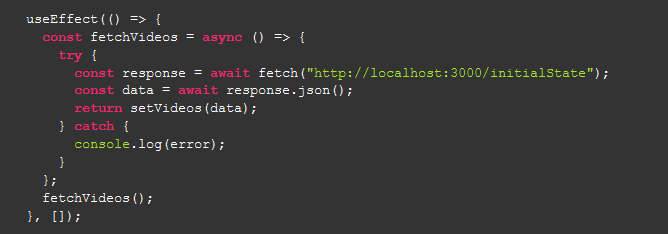 useEffect(() => {
  const fetchVideos = async () => {
    try {
      const response = await fetch("http://localhost:3000/initialState");
      const data = await response.json();
      return setVideos(data);
    } catch {
      console.log(error);
    }
  };
  fetchVideos();
}, []);